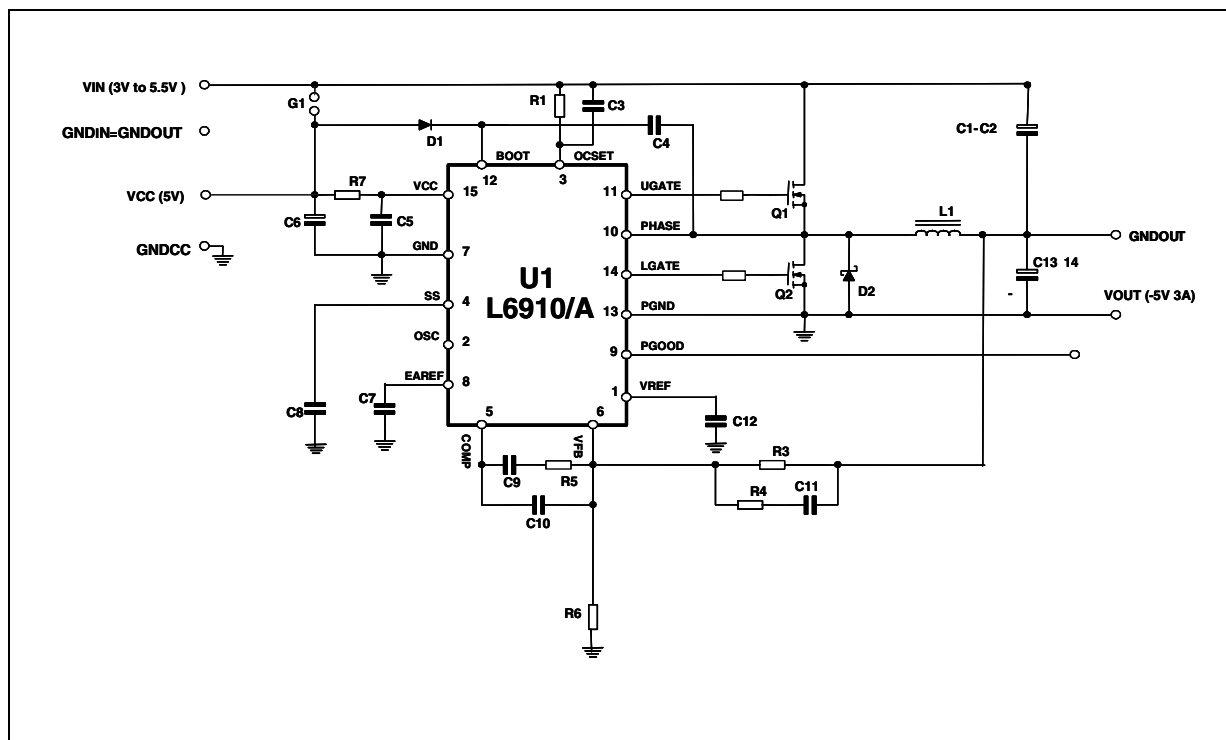 VIN (3V to 5.5V )
G1
R1
C3
GNDIN=GNDOUT
D1
C4
C1-C2
BOOT
OCSET
12
3
VCC (5V)
R7
VCC
15
11
UGATE
Q1
L1
C6
C5
10
PHASE
GNDOUT
GNDCC
GND
7
U1
L6910/A
14
LGATE
Q2
D2
C13 14
-
VOUT (-5V 3A)
SS
4
13
PGND
OSC
2
9
PGOOD
EAREF
8
1
VREF
C8
C7
5
6
C12
COMP
VFB
C9
R5
R3
C10
R4
C11
R6